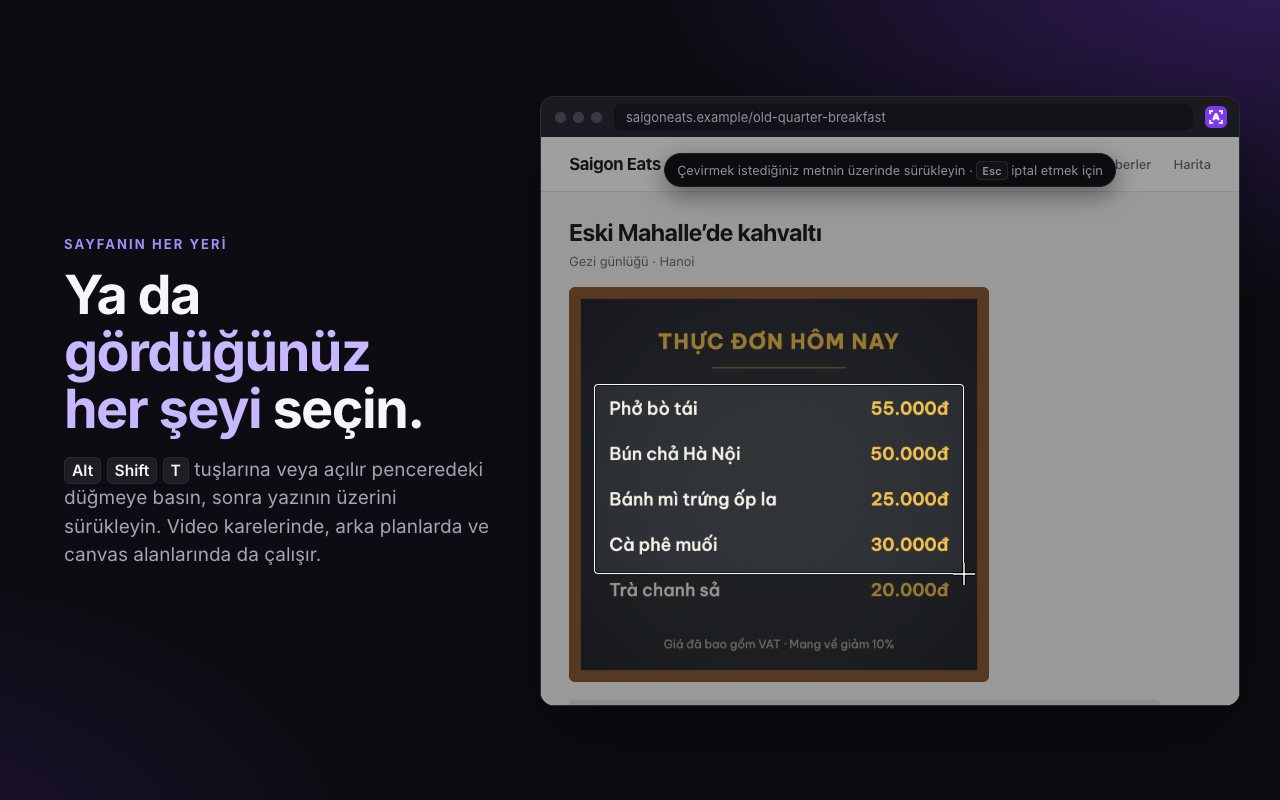 SAYFANIN HER YERİ
Ya da
gördüğünüz
her şeyi seçin.
Alt Shift T tuşlarına veya açılır penceredeki
düğmeye basın, sonra yazının üzerini
sürükleyin. Video karelerinde, arka planlarda ve
canvas alanlarında da çalışır.
saigoneats.example/old-quarter-breakfast
Saigon Eats
Çevirmek istediğiniz metnin üzerinde sürükleyin · Esc iptal etmek için
berler Harita
Eski Mahalle’de kahvaltı
Gezi günlüğü · Hanoi
THỰC ĐƠN HÔM NAY
Phở bò tái 55.000đ
Bún chả Hà Nội 50.000đ
Bánh mì trứng ốp la 25.000đ
Cà phê muối 30.000đ
Trà chanh sả 20.000đ
Giá đã bao gồm VAT · Mang về giảm 10%